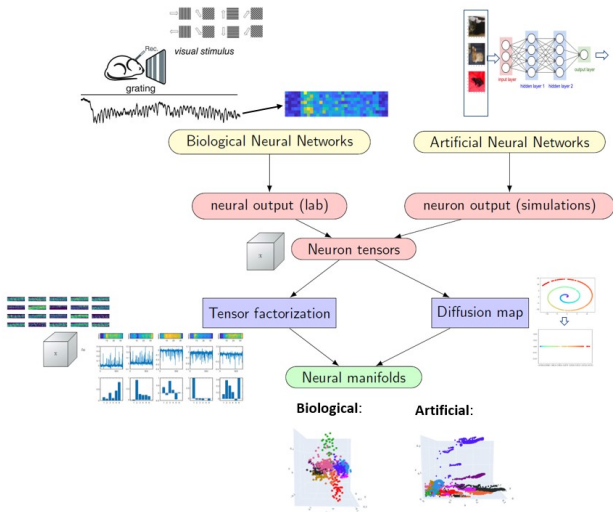 Rec.
visual stimulus
grating
input layer
hidden layer 1
hidden layer 2
output layer
Biological Neural Networks
Artificial Neural Networks
neural output (lab)
neuron output (simulations)
Neuron tensors
Tensor factorization
Diffusion map
Neural manifolds
Biological:
Artificial: